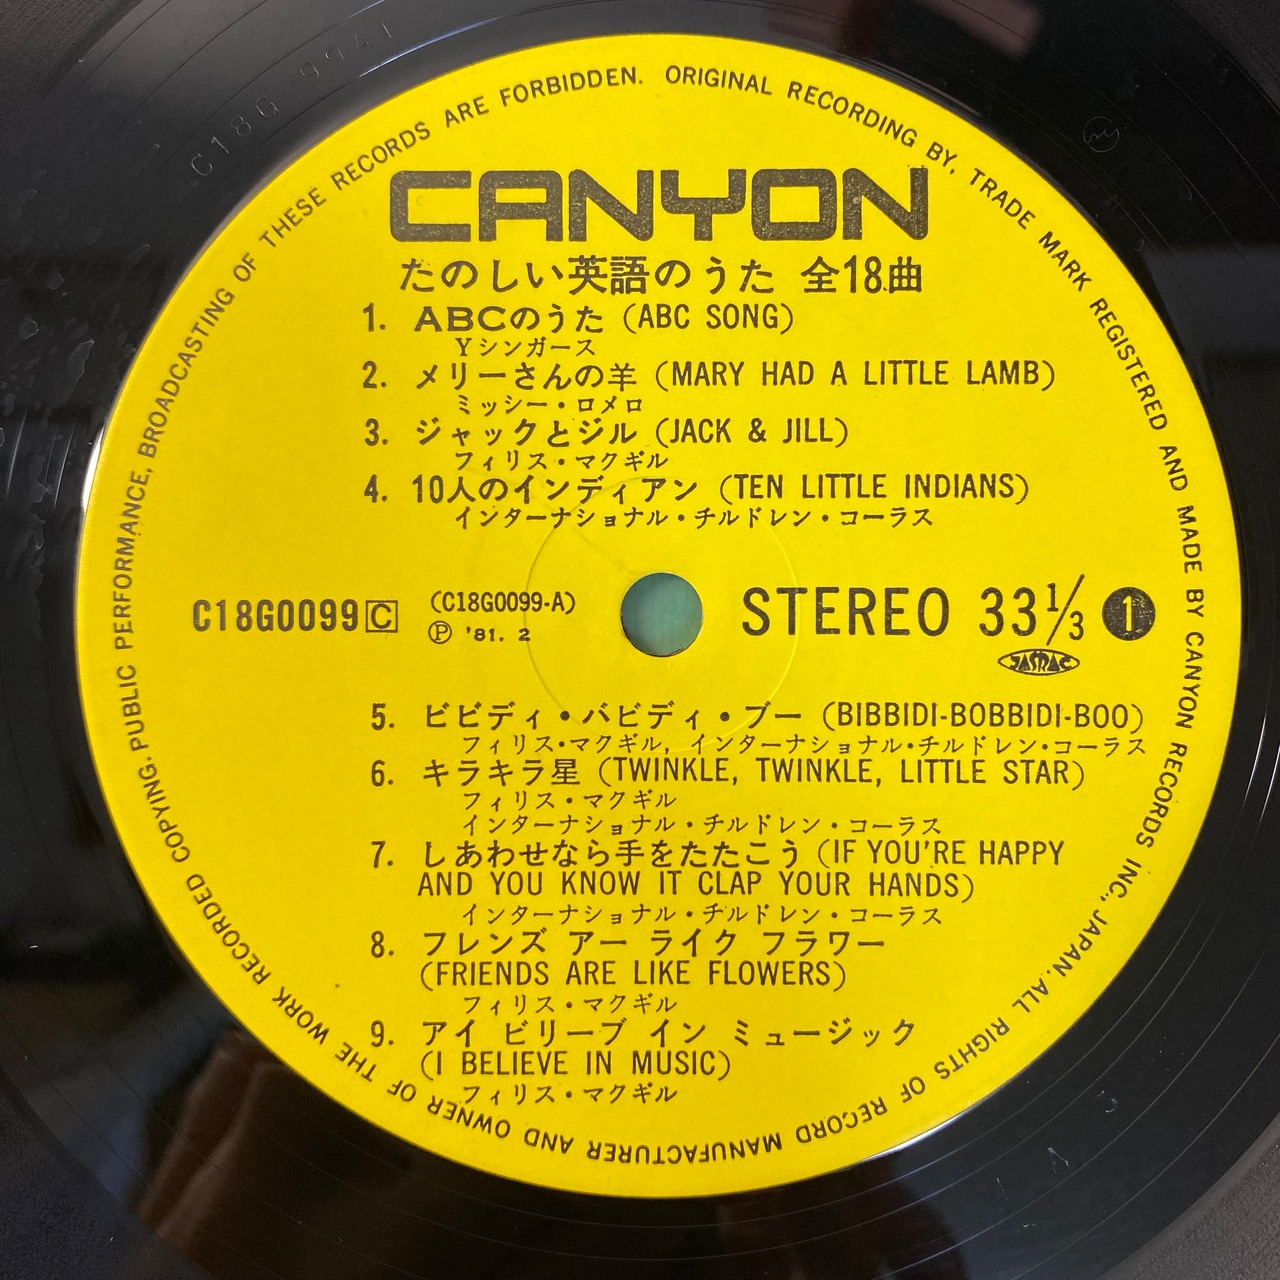 C18G 9941
ORIGINAL RECORDING BY, TRADE MARK REGISTERED AND MADE BY CANYON RECORDS INC., JAPAN. ALL RIGHTS OF RECORD MANUFACTURER AND OWNER OF THE WORK RECORDED COPYING. PUBLIC PERFORMANCE, BROADCASTING OF THESE RECORDS ARE FORBIDDEN.
CANYON
たのしい英語のうた 全18曲
1. ABCのうた (ABC SONG)
Yシンガース
2. メリーさんの羊 (MARY HAD A LITTLE LAMB)
ミッシー・ロメロ
3. ジャックとジル (JACK & JILL)
フィリス・マクギル
4. 10人のインディアン (TEN LITTLE INDIANS)
インターナショナル・チルドレン・コーラス
C18G0099 C (C18G0099-A) STEREO 33 1/3 1
Ⓟ '81. 2
JASRAC
5. ビビディ・バビディ・ブー (BIBBIDI-BOBBIDI-BOO)
フィリス・マクギル, インターナショナル・チルドレン・コーラス
6. キラキラ星 (TWINKLE, TWINKLE, LITTLE STAR)
フィリス・マクギル
インターナショナル・チルドレン・コーラス
7. しあわせなら手をたたこう (IF YOU'RE HAPPY
AND YOU KNOW IT CLAP YOUR HANDS)
インターナショナル・チルドレン・コーラス
8. フレンズ アー ライク フラワー
(FRIENDS ARE LIKE FLOWERS)
フィリス・マクギル
9. アイ ビリーブ イン ミュージック
(I BELIEVE IN MUSIC)
フィリス・マクギル